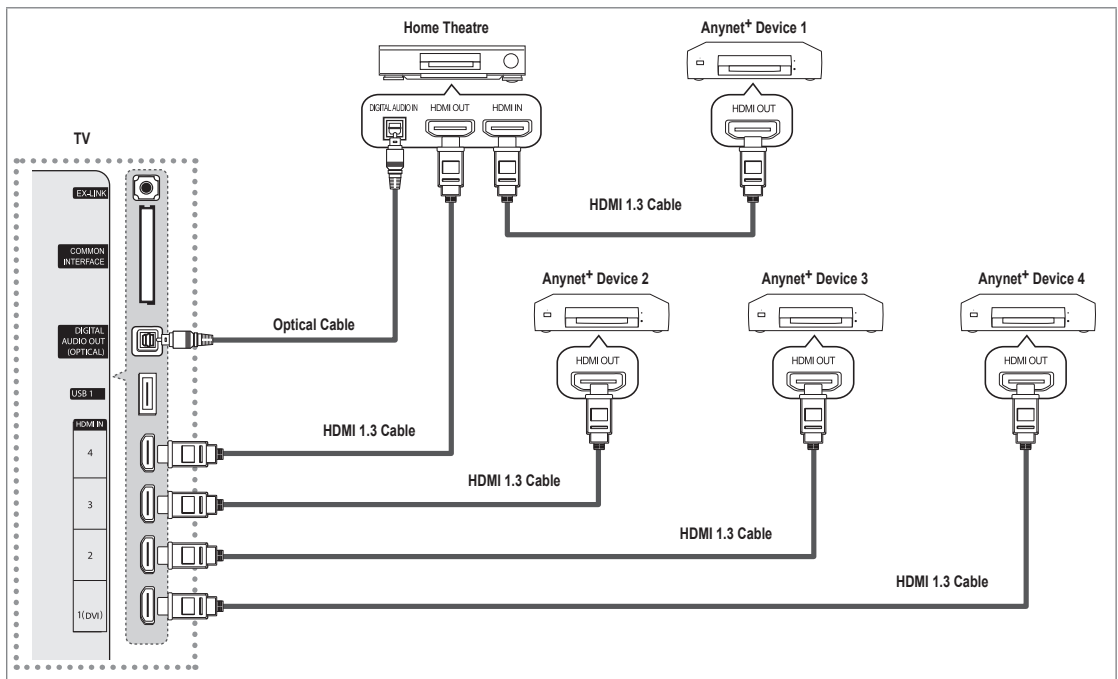 Home Theatre
Anynet+ Device 1
DIGITAL AUDIO IN
HDMI OUT
HDMI IN
HDMI OUT
TV
EX-LINK
HDMI 1.3 Cable
COMMON
INTERFACE
Anynet+ Device 2
Anynet+ Device 3
Anynet+ Device 4
Optical Cable
DIGITAL
AUDIO OUT
(OPTICAL)
HDMI OUT
HDMI OUT
HDMI OUT
USB 1
HDMI IN
HDMI 1.3 Cable
4
HDMI 1.3 Cable
3
HDMI 1.3 Cable
2
HDMI 1.3 Cable
1(DVI)